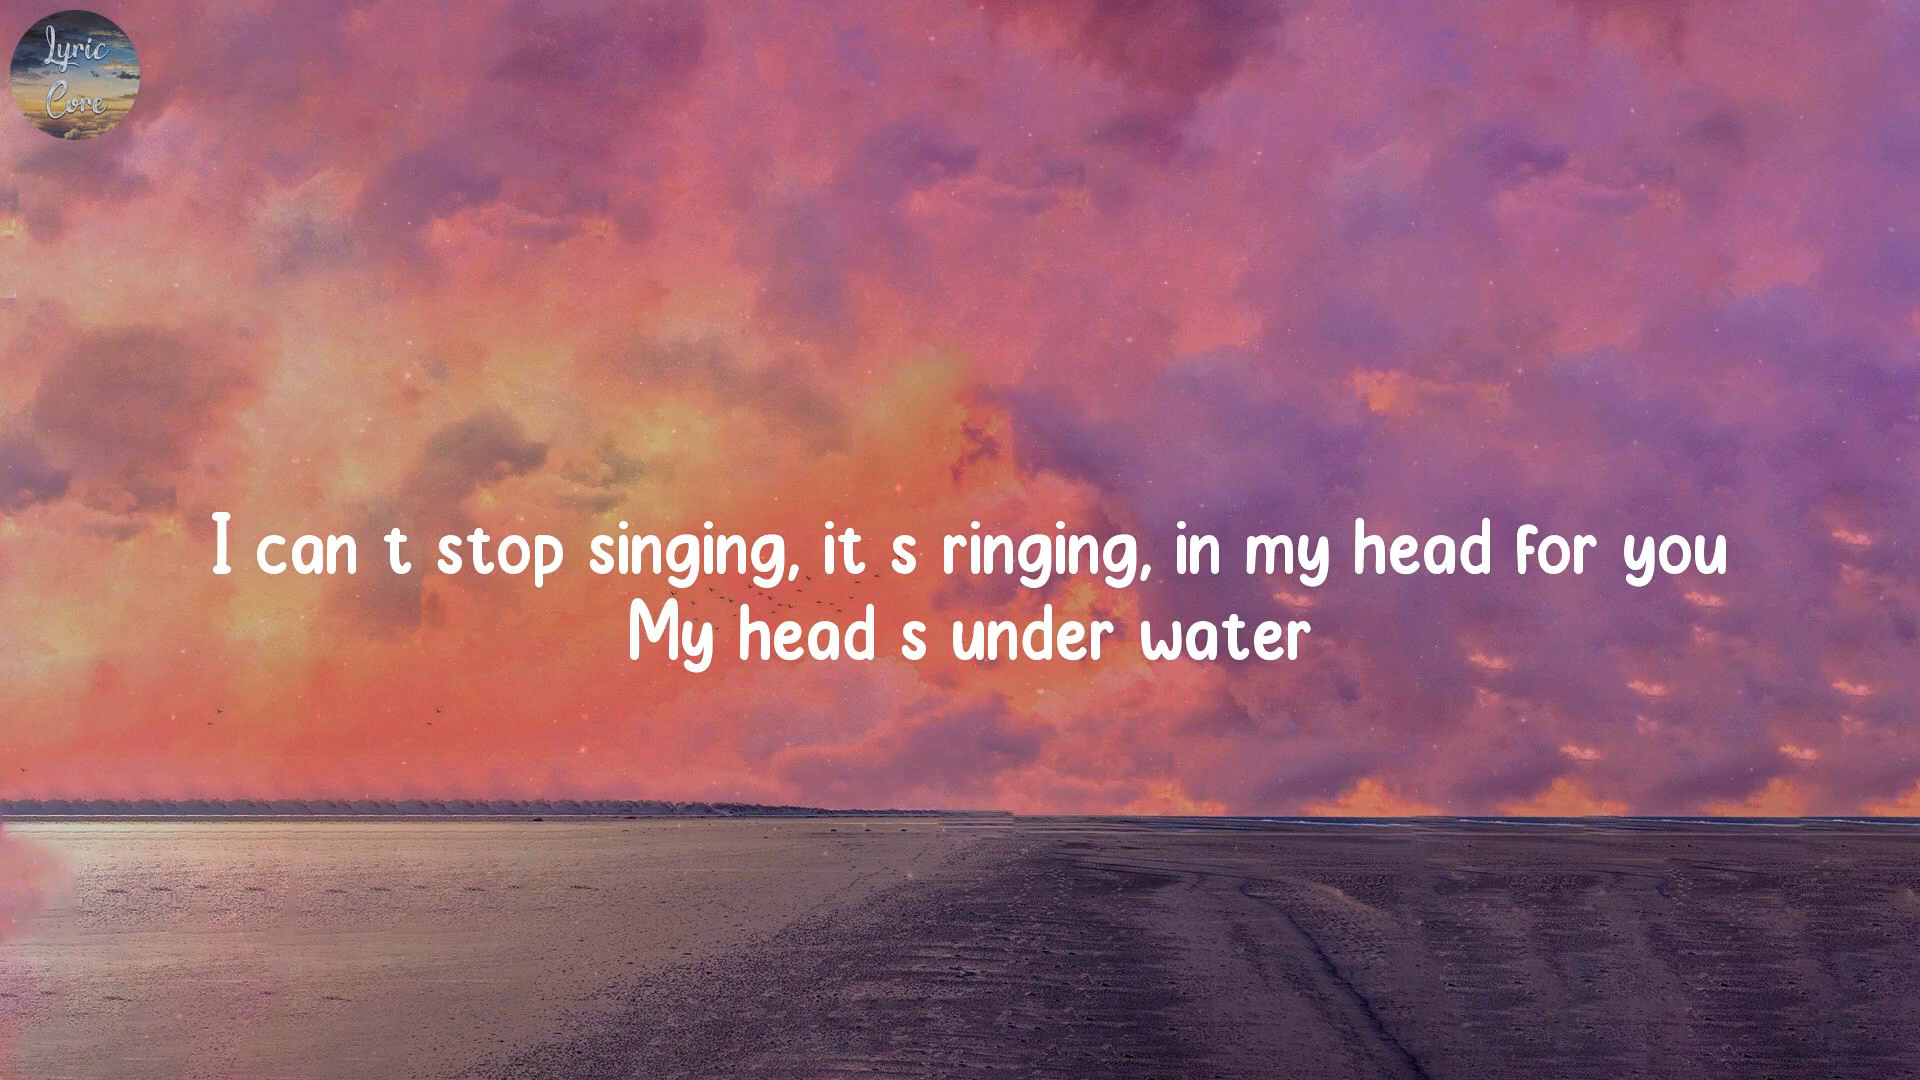 Lyric
Core
I can t stop singing, it s ringing, in my head for you
My head s under water